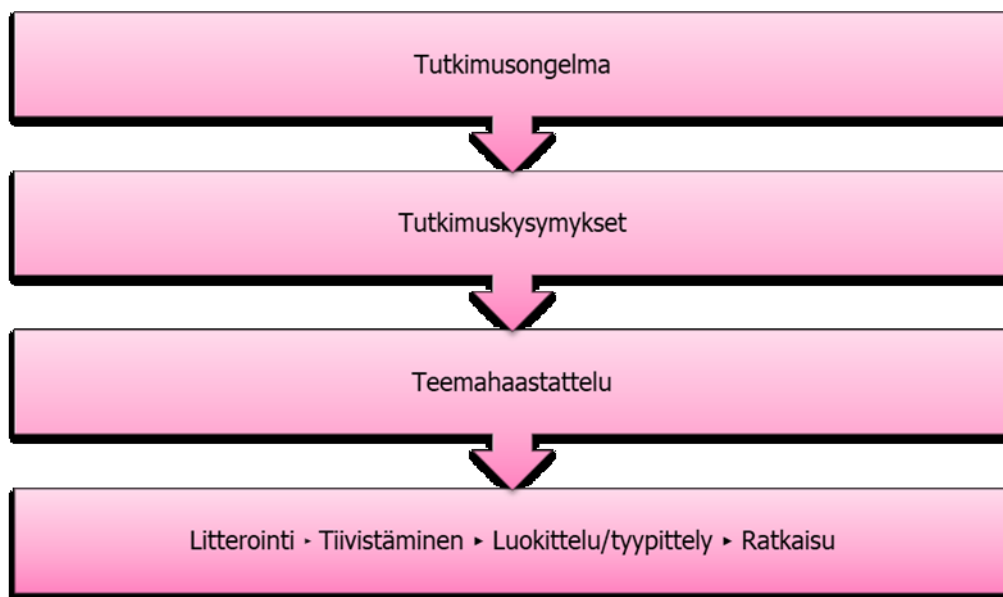 Tutkimusongelma
Tutkimuskysymykset
Teemahaastattelu
Litterointi ‣ Tiivistäminen ‣ Luokittelu/tyypittely ‣ Ratkaisu